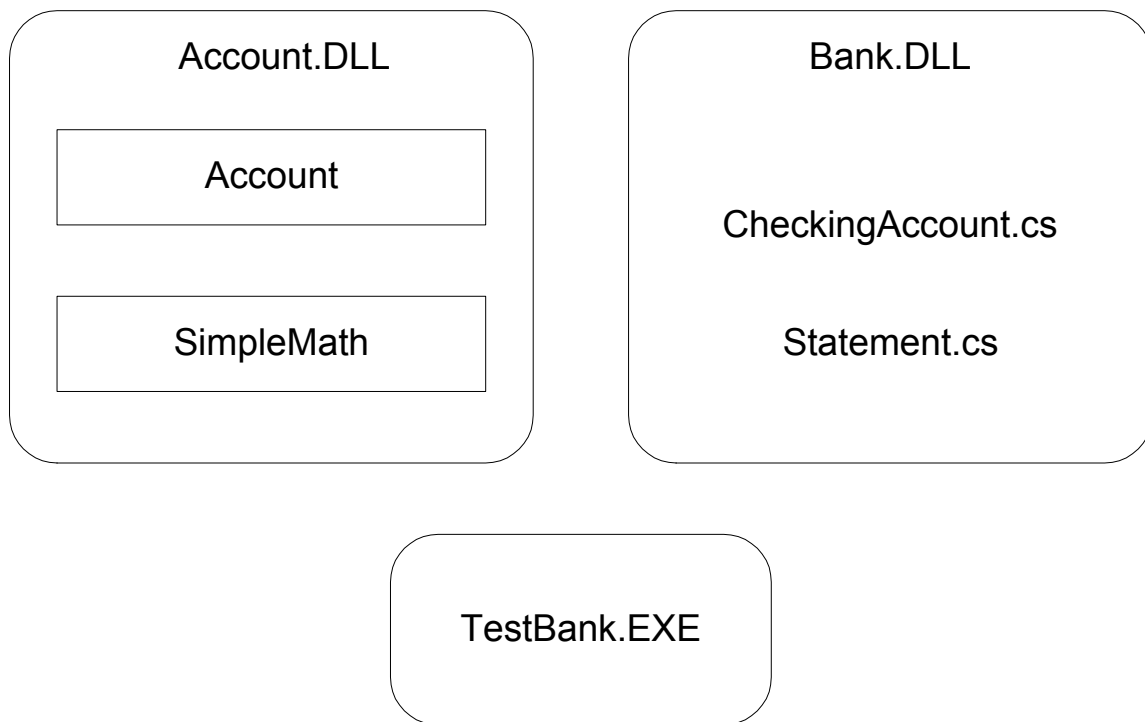 Account.DLL
Account
SimpleMath
Bank.DLL
CheckingAccount.cs
Statement.cs
TestBank.EXE